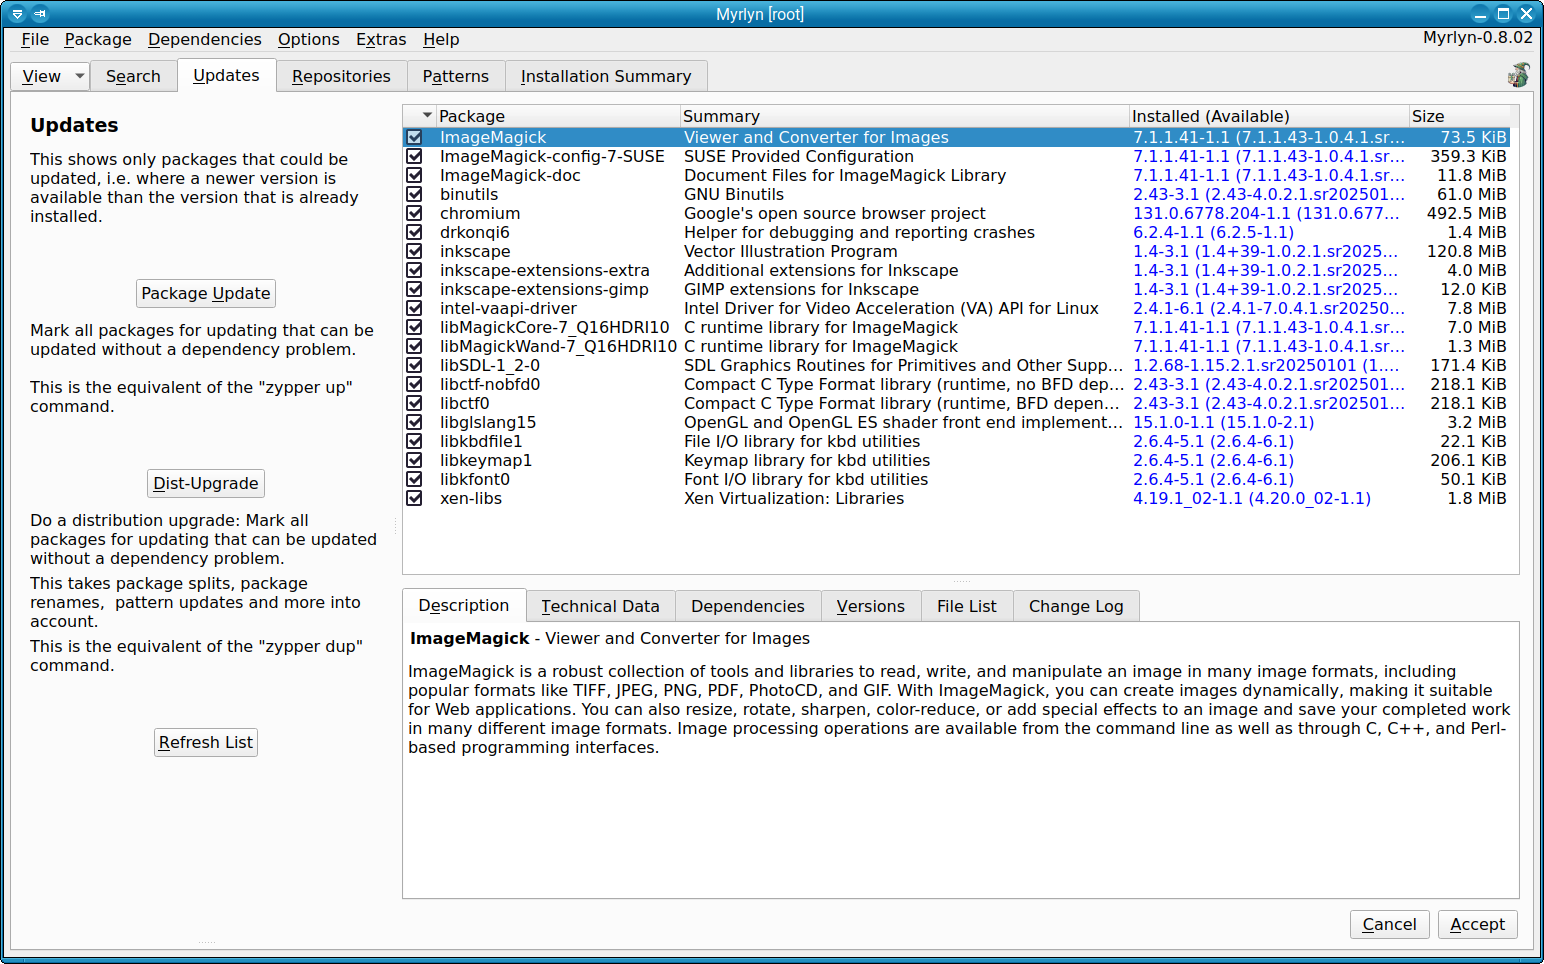 Myrlyn [root]
File Package Dependencies Options Extras Help Myrlyn-0.8.02
View Search Updates Repositories Patterns Installation Summary
Updates
This shows only packages that could be
updated, i.e. where a newer version is
available than the version that is already
installed.
Package Update
Mark all packages for updating that can be
updated without a dependency problem.
This is the equivalent of the "zypper up"
command.
Dist-Upgrade
Do a distribution upgrade: Mark all
packages for updating that can be updated
without a dependency problem.
This takes package splits, package
renames,  pattern updates and more into
account.
This is the equivalent of the "zypper dup"
command.
Refresh List
Package Summary Installed (Available) Size
ImageMagick Viewer and Converter for Images 7.1.1.41-1.1 (7.1.1.43-1.0.4.1.sr... 73.5 KiB
ImageMagick-config-7-SUSE SUSE Provided Configuration 7.1.1.41-1.1 (7.1.1.43-1.0.4.1.sr... 359.3 KiB
ImageMagick-doc Document Files for ImageMagick Library 7.1.1.41-1.1 (7.1.1.43-1.0.4.1.sr... 11.8 MiB
binutils GNU Binutils 2.43-3.1 (2.43-4.0.2.1.sr202501... 61.0 MiB
chromium Google's open source browser project 131.0.6778.204-1.1 (131.0.677... 492.5 MiB
drkonqi6 Helper for debugging and reporting crashes 6.2.4-1.1 (6.2.5-1.1) 1.4 MiB
inkscape Vector Illustration Program 1.4-3.1 (1.4+39-1.0.2.1.sr2025... 120.8 MiB
inkscape-extensions-extra Additional extensions for Inkscape 1.4-3.1 (1.4+39-1.0.2.1.sr2025... 4.0 MiB
inkscape-extensions-gimp GIMP extensions for Inkscape 1.4-3.1 (1.4+39-1.0.2.1.sr2025... 12.0 KiB
intel-vaapi-driver Intel Driver for Video Acceleration (VA) API for Linux 2.4.1-6.1 (2.4.1-7.0.4.1.sr20250... 7.8 MiB
libMagickCore-7_Q16HDRI10 C runtime library for ImageMagick 7.1.1.41-1.1 (7.1.1.43-1.0.4.1.sr... 7.0 MiB
libMagickWand-7_Q16HDRI10 C runtime library for ImageMagick 7.1.1.41-1.1 (7.1.1.43-1.0.4.1.sr... 1.3 MiB
libSDL-1_2-0 SDL Graphics Routines for Primitives and Other Supp... 1.2.68-1.15.2.1.sr20250101 (1.... 171.4 KiB
libctf-nobfd0 Compact C Type Format library (runtime, no BFD dep... 2.43-3.1 (2.43-4.0.2.1.sr202501... 218.1 KiB
libctf0 Compact C Type Format library (runtime, BFD depen... 2.43-3.1 (2.43-4.0.2.1.sr202501... 218.1 KiB
libglslang15 OpenGL and OpenGL ES shader front end implement... 15.1.0-1.1 (15.1.0-2.1) 3.2 MiB
libkbdfile1 File I/O library for kbd utilities 2.6.4-5.1 (2.6.4-6.1) 22.1 KiB
libkeymap1 Keymap library for kbd utilities 2.6.4-5.1 (2.6.4-6.1) 206.1 KiB
libkfont0 Font I/O library for kbd utilities 2.6.4-5.1 (2.6.4-6.1) 50.1 KiB
xen-libs Xen Virtualization: Libraries 4.19.1_02-1.1 (4.20.0_02-1.1) 1.8 MiB
Description Technical Data Dependencies Versions File List Change Log
ImageMagick - Viewer and Converter for Images
ImageMagick is a robust collection of tools and libraries to read, write, and manipulate an image in many image formats, including
popular formats like TIFF, JPEG, PNG, PDF, PhotoCD, and GIF. With ImageMagick, you can create images dynamically, making it suitable
for Web applications. You can also resize, rotate, sharpen, color-reduce, or add special effects to an image and save your completed work
in many different image formats. Image processing operations are available from the command line as well as through C, C++, and Perl-
based programming interfaces.
Cancel Accept